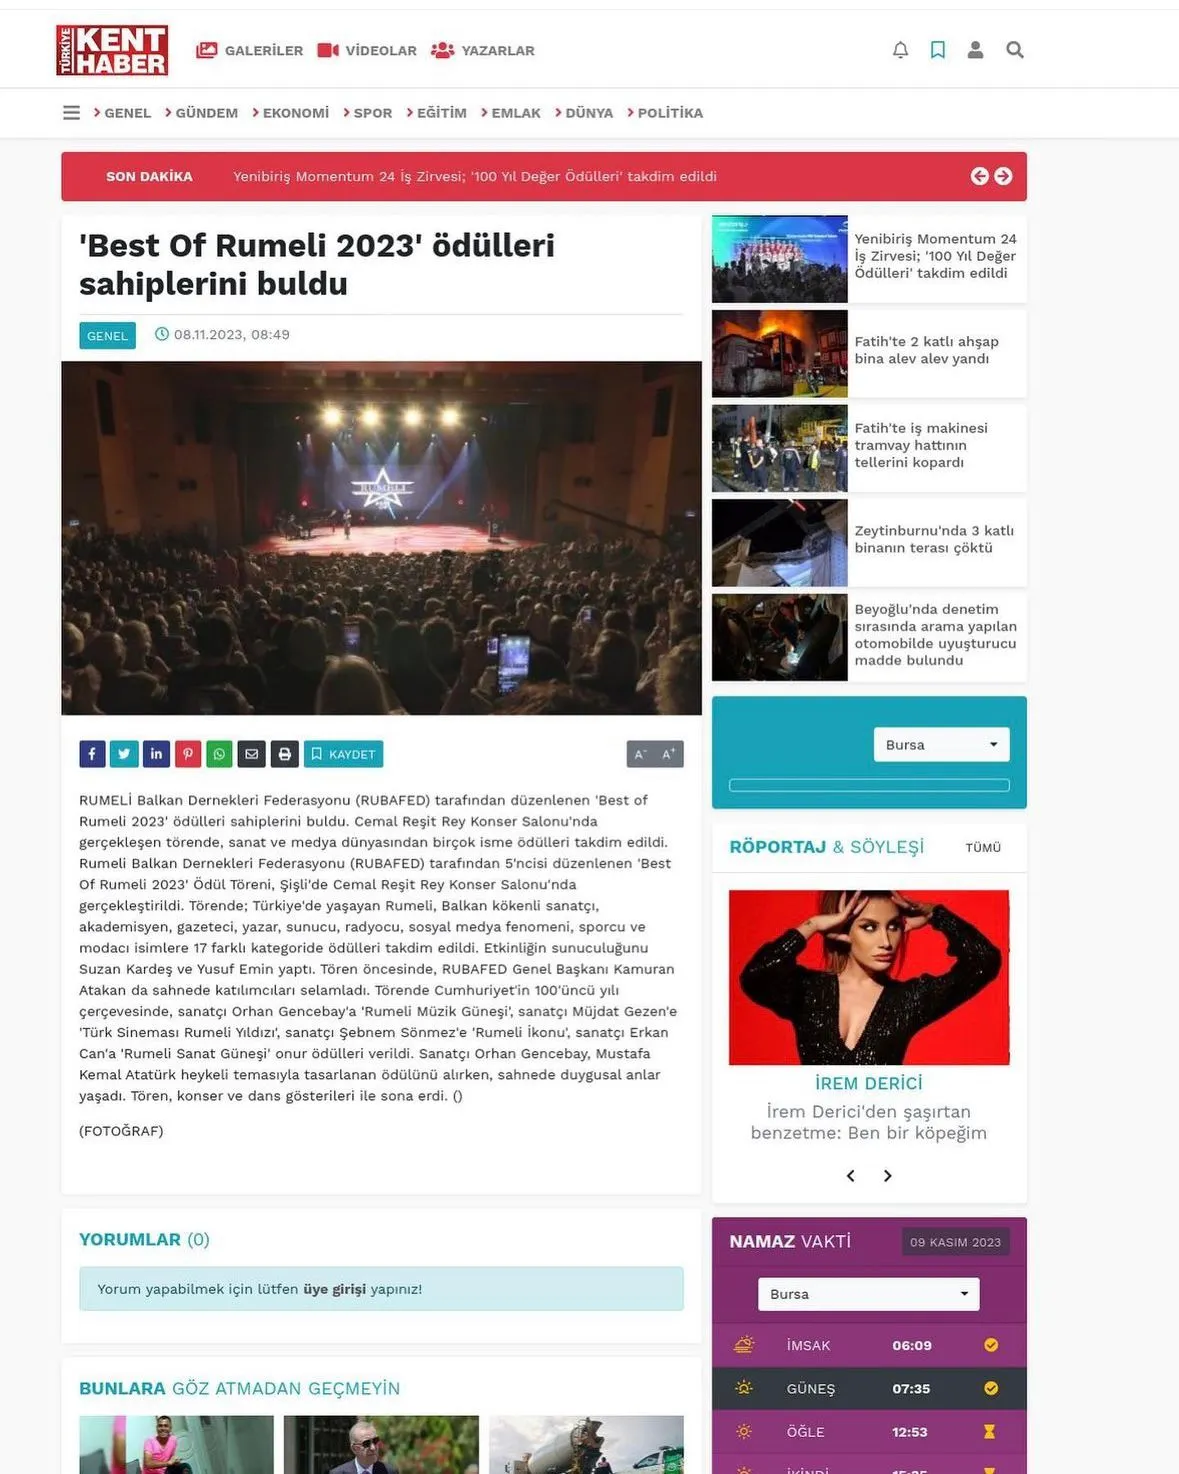 TÜRKİYE
KENT
HABER
GALERİLER
VİDEOLAR
YAZARLAR
GENEL
GÜNDEM
EKONOMİ
SPOR
EĞİTİM
EMLAK
DÜNYA
POLİTİKA
SON DAKİKA
Yenibiriş Momentum 24 İş Zirvesi; '100 Yıl Değer Ödülleri' takdim edildi
'Best Of Rumeli 2023' ödülleri
sahiplerini buldu
GENEL
08.11.2023, 08:49
RUMELİ
KAYDET
A-
A+
RUMELİ Balkan Dernekleri Federasyonu (RUBAFED) tarafından düzenlenen 'Best of
Rumeli 2023' ödülleri sahiplerini buldu. Cemal Reşit Rey Konser Salonu'nda
gerçekleşen törende, sanat ve medya dünyasından birçok isme ödülleri takdim edildi.
Rumeli Balkan Dernekleri Federasyonu (RUBAFED) tarafından 5'ncisi düzenlenen 'Best
Of Rumeli 2023' Ödül Töreni, Şişli'de Cemal Reşit Rey Konser Salonu'nda
gerçekleştirildi. Törende; Türkiye'de yaşayan Rumeli, Balkan kökenli sanatçı,
akademisyen, gazeteci, yazar, sunucu, radyocu, sosyal medya fenomeni, sporcu ve
modacı isimlere 17 farklı kategoride ödülleri takdim edildi. Etkinliğin sunuculuğunu
Suzan Kardeş ve Yusuf Emin yaptı. Tören öncesinde, RUBAFED Genel Başkanı Kamuran
Atakan da sahnede katılımcıları selamladı. Törende Cumhuriyet'in 100'üncü yılı
çerçevesinde, sanatçı Orhan Gencebay'a 'Rumeli Müzik Güneşi', sanatçı Müjdat Gezen'e
'Türk Sineması Rumeli Yıldızı', sanatçı Şebnem Sönmez'e 'Rumeli İkonu', sanatçı Erkan
Can'a 'Rumeli Sanat Güneşi' onur ödülleri verildi. Sanatçı Orhan Gencebay, Mustafa
Kemal Atatürk heykeli temasıyla tasarlanan ödülünü alırken, sahnede duygusal anlar
yaşadı. Tören, konser ve dans gösterileri ile sona erdi. ()
(FOTOĞRAF)
YORUMLAR (0)
Yorum yapabilmek için lütfen üye girişi yapınız!
BUNLARA GÖZ ATMADAN GEÇMEYİN
Yenibiriş Momentum 24
İş Zirvesi; '100 Yıl Değer
Ödülleri' takdim edildi
Fatih'te 2 katlı ahşap
bina alev alev yandı
Fatih'te iş makinesi
tramvay hattının
tellerini kopardı
Zeytinburnu'nda 3 katlı
binanın terası çöktü
Beyoğlu'nda denetim
sırasında arama yapılan
otomobilde uyuşturucu
madde bulundu
Bursa
RÖPORTAJ & SÖYLEŞİ
TÜMÜ
İREM DERİCİ
İrem Derici'den şaşırtan
benzetme: Ben bir köpeğim
NAMAZ VAKTİ
09 KASIM 2023
Bursa
İMSAK 06:09
GÜNEŞ 07:35
ÖĞLE 12:53